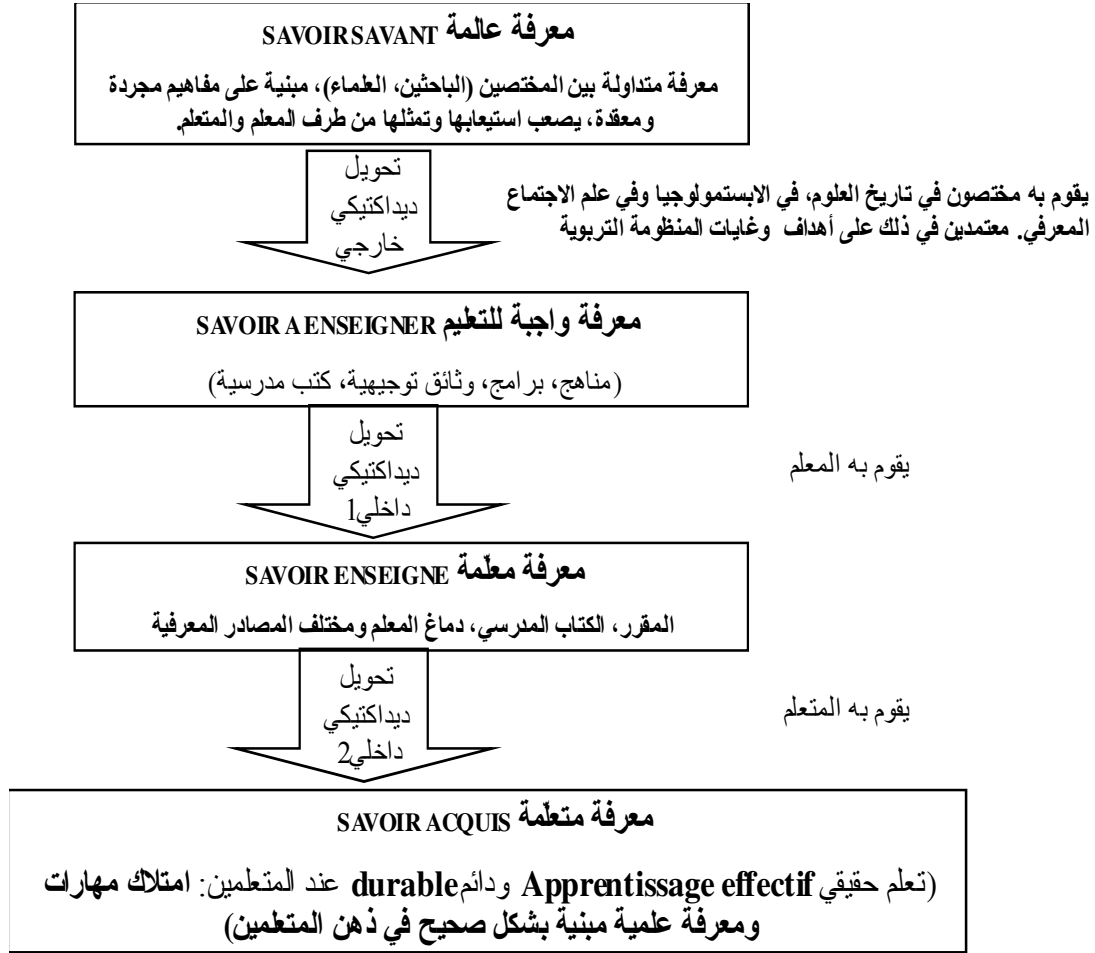 معرفة عالمة SAVOIR SAVANT
معرفة متداولة بين المختصين (الباحثين، العلماء)، مبنية على مفاهيم مجردة
ومعقدة، يصعب استيعابها وتمثلها من طرف المعلم والمتعلم.
تحويل
ديداكتيكي
خارجي
يقوم به مختصون في تاريخ العلوم، في الابستمولوجيا وفي علم الاجتماع
المعرفي. معتمدين في ذلك على أهداف وغايات المنظومة التربوية
معرفة واجبة للتعليم SAVOIR A ENSEIGNER
(مناهج، برامج، وثائق توجيهية، كتب مدرسية)
تحويل
ديداكتيكي
داخلي1
يقوم به المعلم
معرفة معلّمة SAVOIR ENSEIGNE
المقرر، الكتاب المدرسي، دماغ المعلم ومختلف المصادر المعرفية
تحويل
ديداكتيكي
داخلي2
يقوم به المتعلم
معرفة متعلّمة SAVOIR ACQUIS
(تعلم حقيقي Apprentissage effectif ودائم durable عند المتعلمين: امتلاك مهارات
ومعرفة علمية مبنية بشكل صحيح في ذهن المتعلمين)